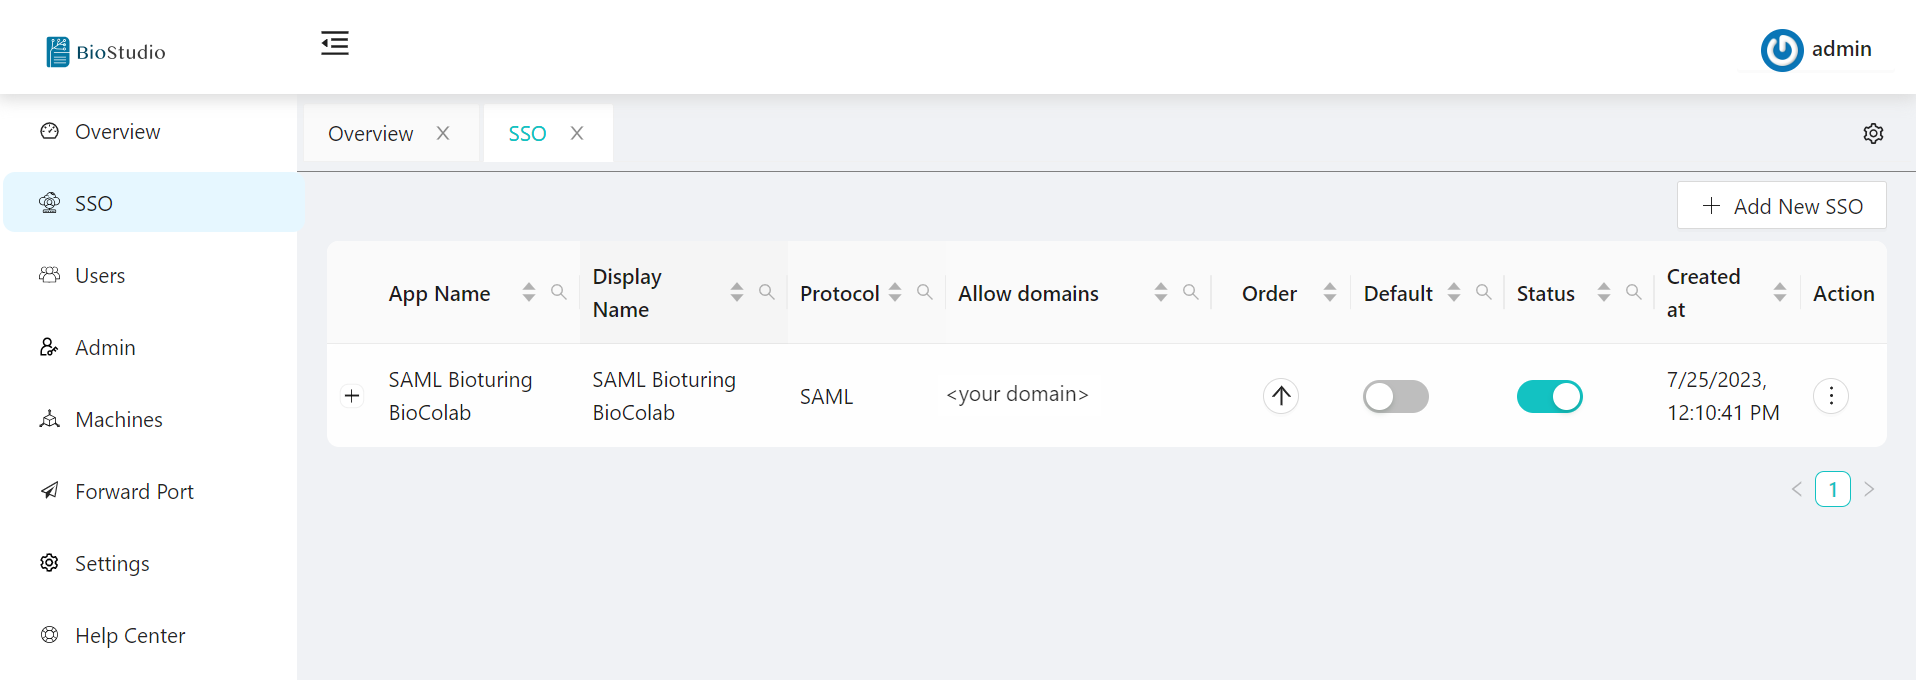 BioStudio
admin
Overview
SSO
Users
Admin
Machines
Forward Port
Settings
Help Center
Overview
SSO
Add New SSO
App Name
Display
Name
Protocol
Allow domains
Order
Default
Status
Created
at
Action
SAML Bioturing
BioColab
SAML Bioturing
BioColab
SAML
<your domain>
7/25/2023,
12:10:41 PM
1